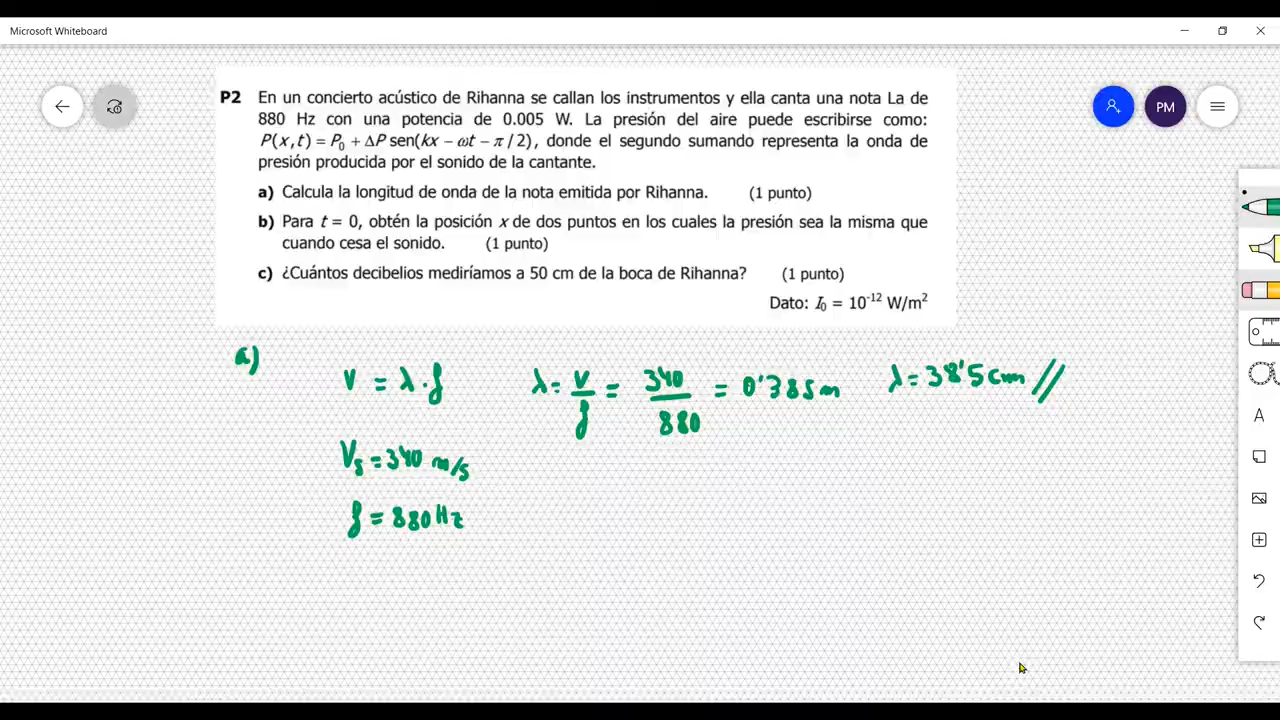 Microsoft Whiteboard
P2 En un concierto acústico de Rihanna se callan los instrumentos y ella canta una nota La de
880 Hz con una potencia de 0.005 W. La presión del aire puede escribirse como:
P(x,t) = P₀ + ΔP sen(kx − ωt − π / 2), donde el segundo sumando representa la onda de
presión producida por el sonido de la cantante.
a) Calcula la longitud de onda de la nota emitida por Rihanna. (1 punto)
b) Para t = 0, obtén la posición x de dos puntos en los cuales la presión sea la misma que
cuando cesa el sonido. (1 punto)
c) ¿Cuántos decibelios mediríamos a 50 cm de la boca de Rihanna? (1 punto)
Dato: I₀ = 10⁻¹² W/m²
PM
a)
v = λ · f λ = v/f = 340/880 = 0'385 m λ = 38'5 cm //
Vs = 340 m/s
f = 880 Hz
A